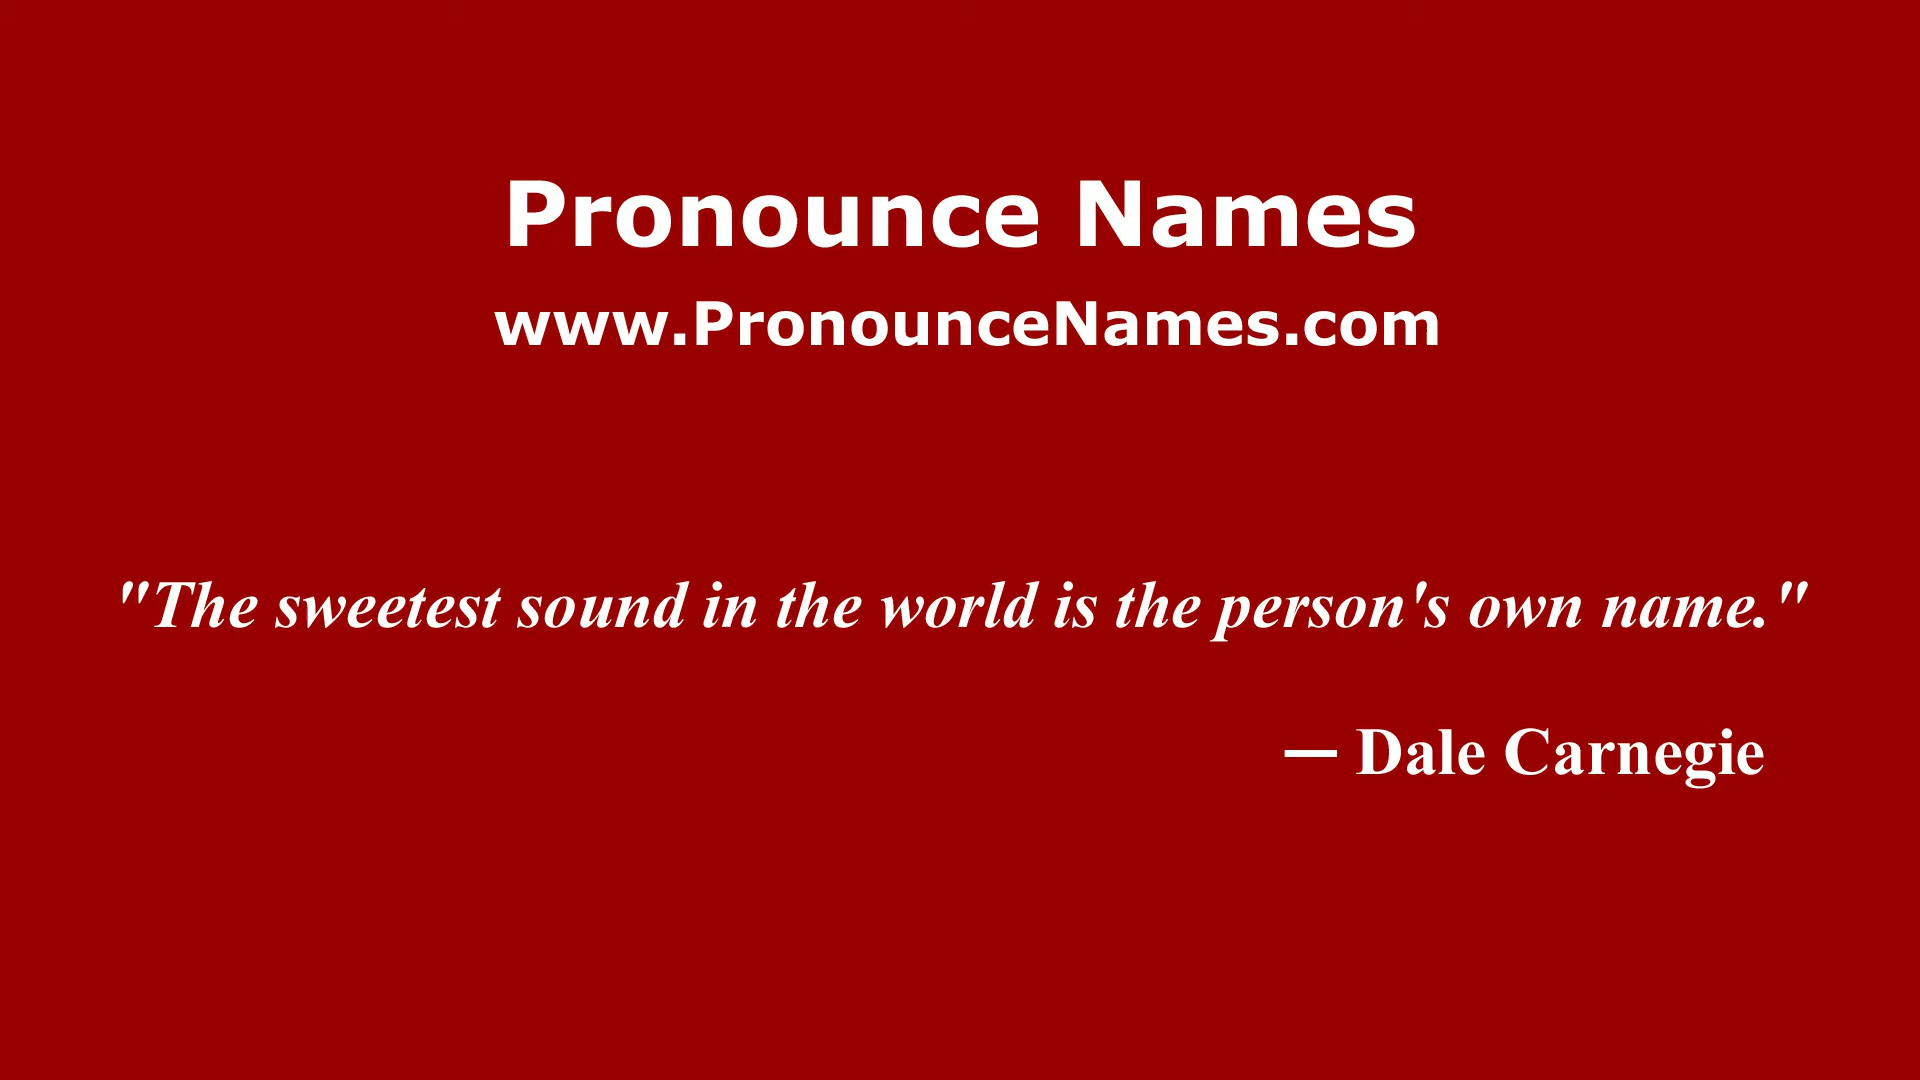 Pronounce Names
www.PronounceNames.com
"The sweetest sound in the world is the person's own name."
— Dale Carnegie